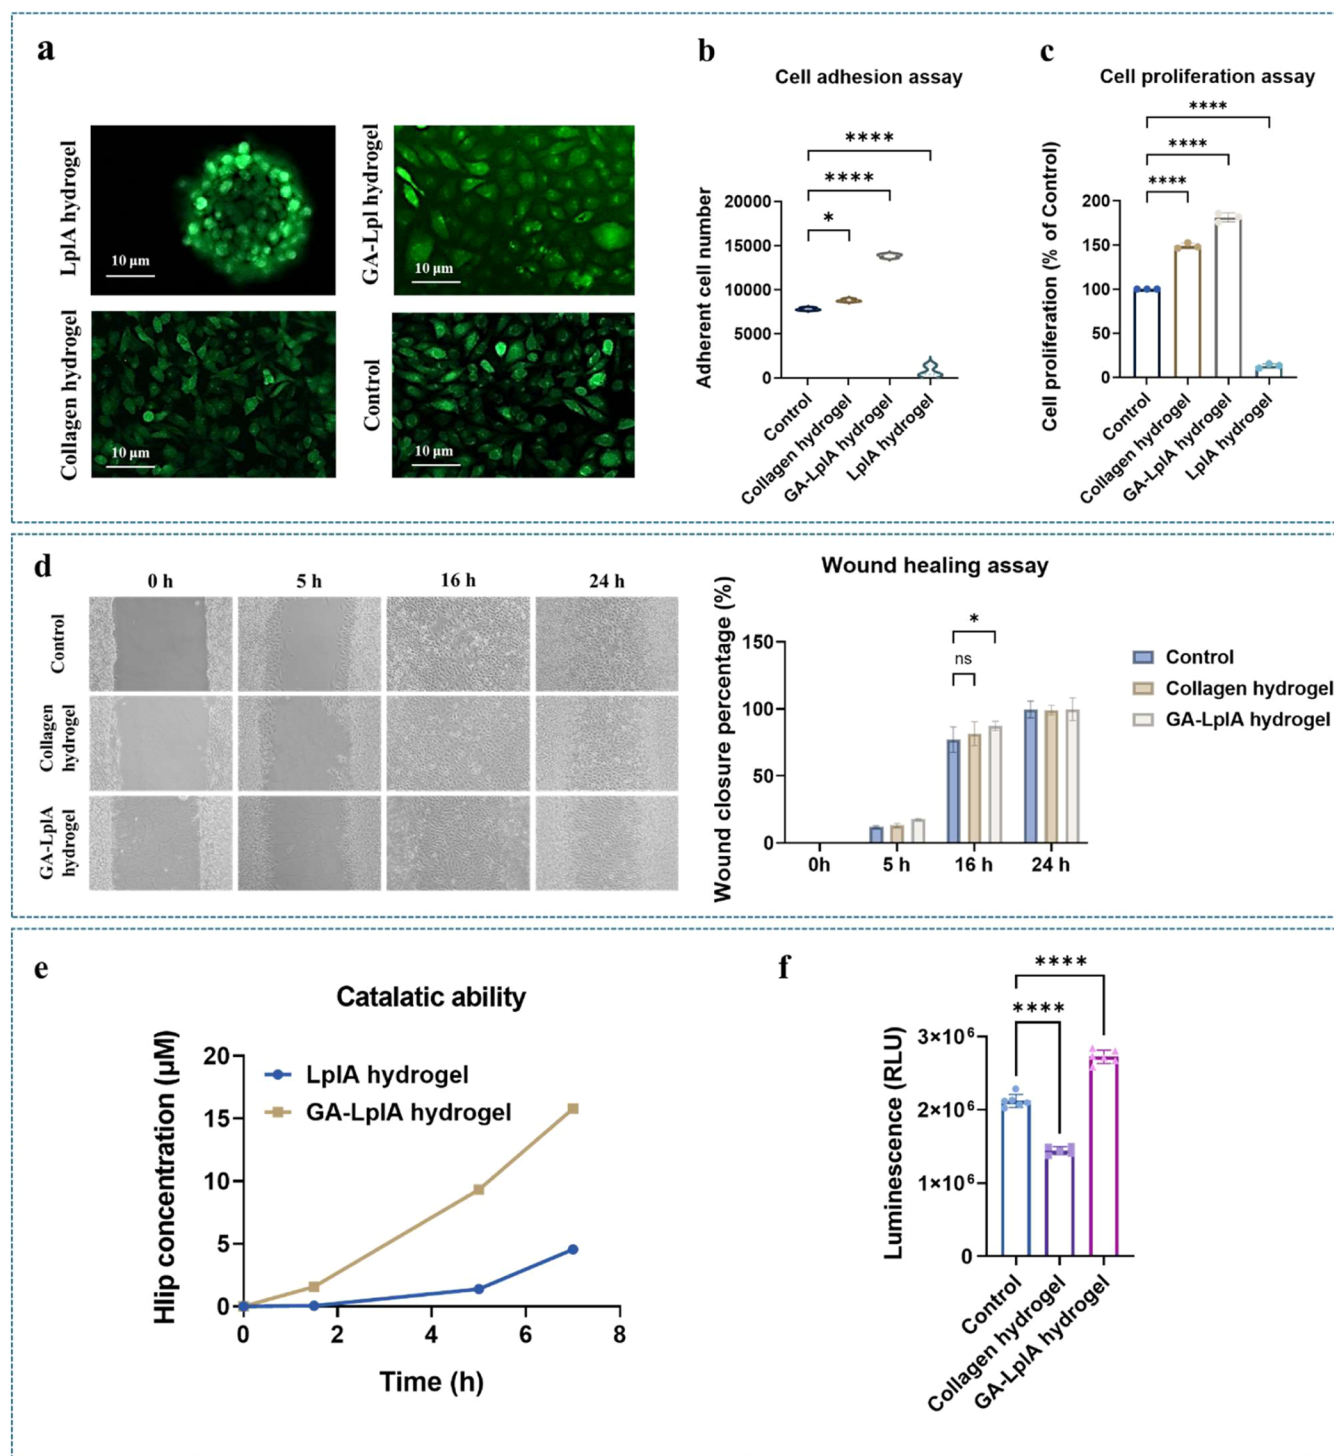 a
LplA hydrogel
10 µm
GA-Lpl hydrogel
10 µm
Collagen hydrogel
10 µm
Control
10 µm
b
Cell adhesion assay
****
****
*
Adherent cell number
20000
15000
10000
5000
0
Control
Collagen hydrogel
GA-LplA hydrogel
LplA hydrogel
c
Cell proliferation assay
****
****
****
Cell proliferation (% of Control)
200
150
100
50
0
Control
Collagen hydrogel
GA-LplA hydrogel
LplA hydrogel
d
0 h
5 h
16 h
24 h
Control
Collagen
hydrogel
GA-LplA
hydrogel
Wound healing assay
Wound closure percentage (%)
150
100
50
0
*
ns
0h
5 h
16 h
24 h
Control
Collagen hydrogel
GA-LplA hydrogel
e
Catalatic ability
Hlip concentration (µM)
20
15
10
5
0
LplA hydrogel
GA-LplA hydrogel
0
2
4
6
8
Time (h)
f
****
****
Luminescence (RLU)
3×10⁶
2×10⁶
1×10⁶
0
Control
Collagen hydrogel
GA-LplA hydrogel